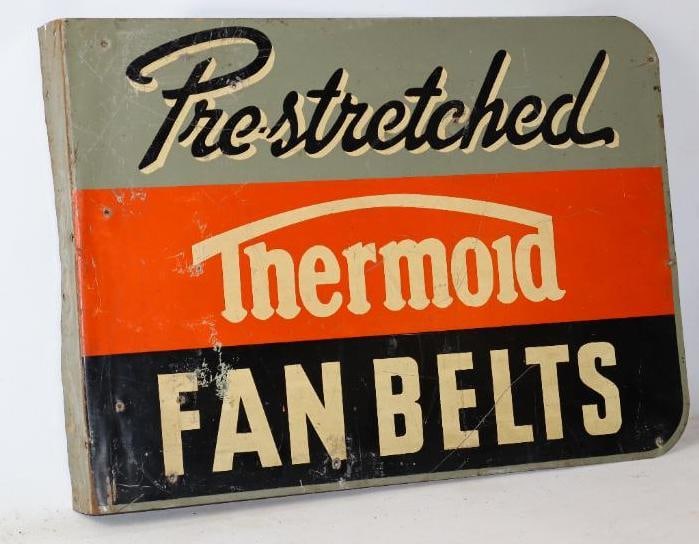 Pre-stretched
Thermoid
FAN BELTS